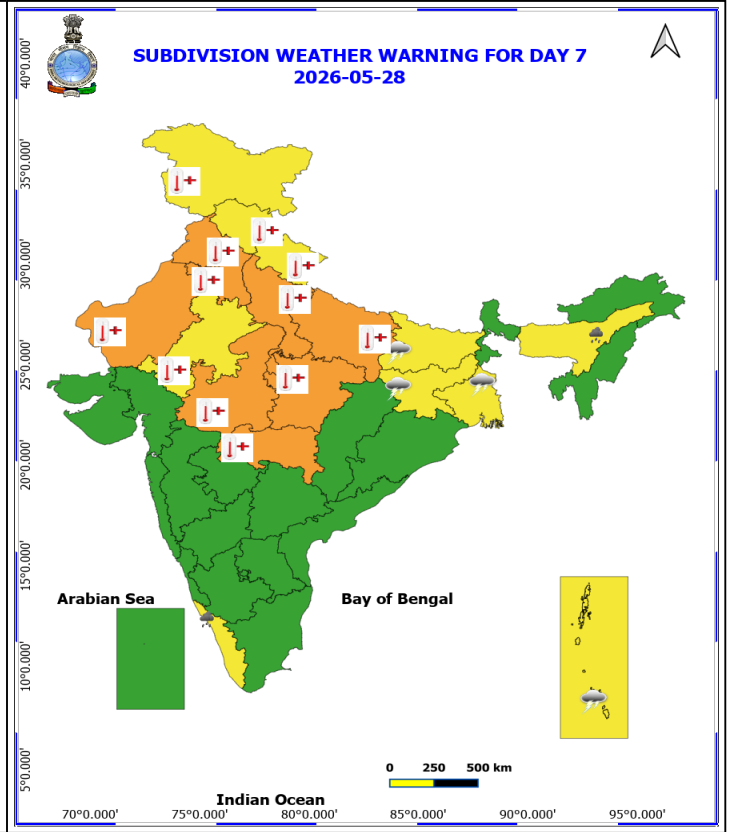 SUBDIVISION WEATHER WARNING FOR DAY 7
2026-05-28
40°0.000'
35°0.000'
30°0.000'
25°0.000'
20°0.000'
15°0.000'
10°0.000'
5°0.000'
Arabian Sea
Bay of Bengal
0 250 500 km
Indian Ocean
70°0.000' 75°0.000' 80°0.000' 85°0.000' 90°0.000' 95°0.000'